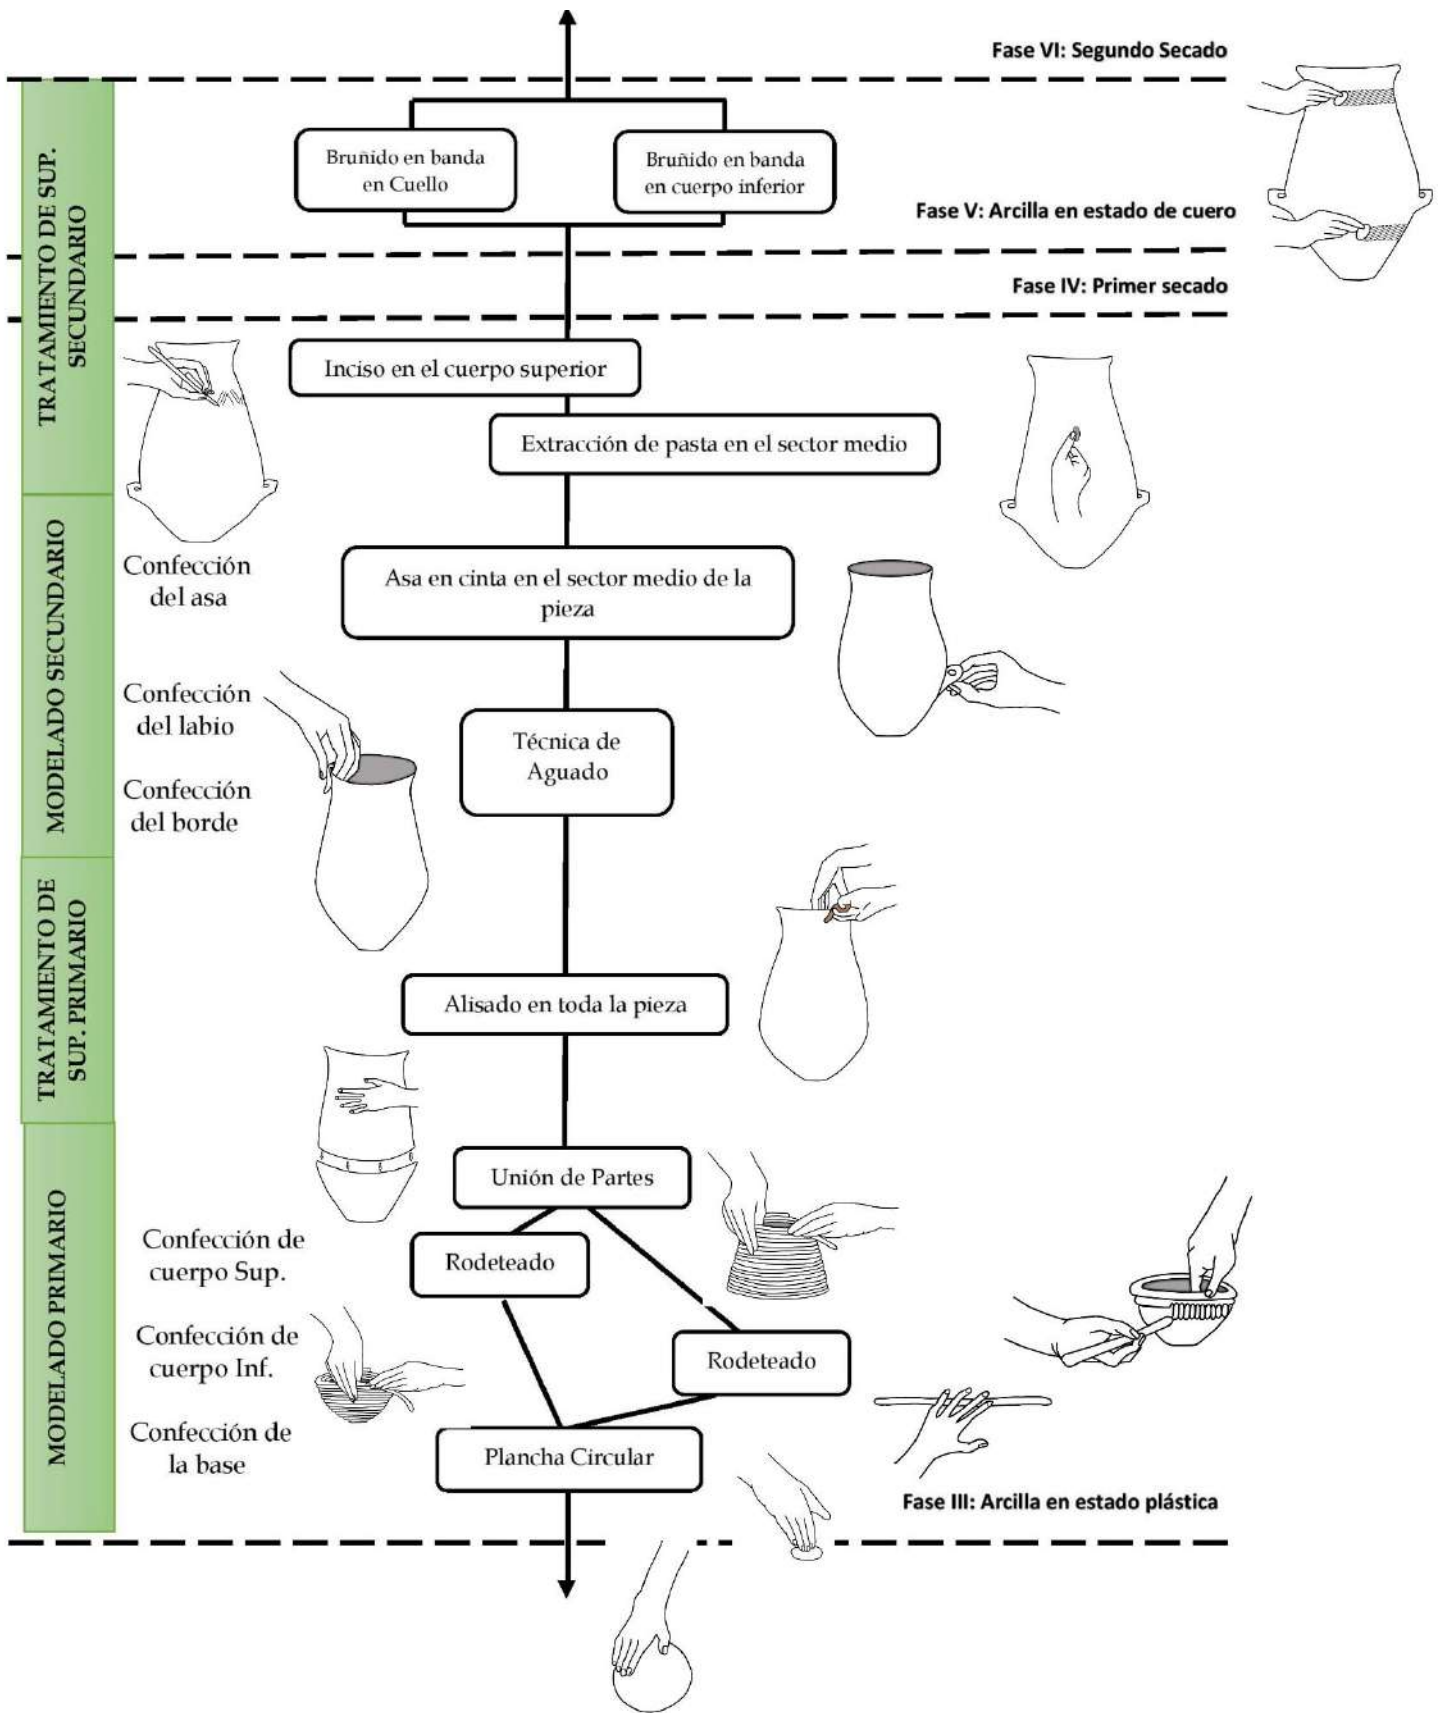 Fase VI: Segundo Secado
TRATAMIENTO DE SUP.
SECUNDARIO
Bruñido en banda
en Cuello
Bruñido en banda
en cuerpo inferior
Fase V: Arcilla en estado de cuero
Fase IV: Primer secado
Inciso en el cuerpo superior
Extracción de pasta en el sector medio
MODELADO SECUNDARIO
Confección
del asa
Asa en cinta en el sector medio de la
pieza
Confección
del labio
Técnica de
Aguado
Confección
del borde
TRATAMIENTO DE
SUP. PRIMARIO
Alisado en toda la pieza
MODELADO PRIMARIO
Unión de Partes
Confección de
cuerpo Sup.
Rodeteado
Confección de
cuerpo Inf.
Rodeteado
Confección de
la base
Plancha Circular
Fase III: Arcilla en estado plástica